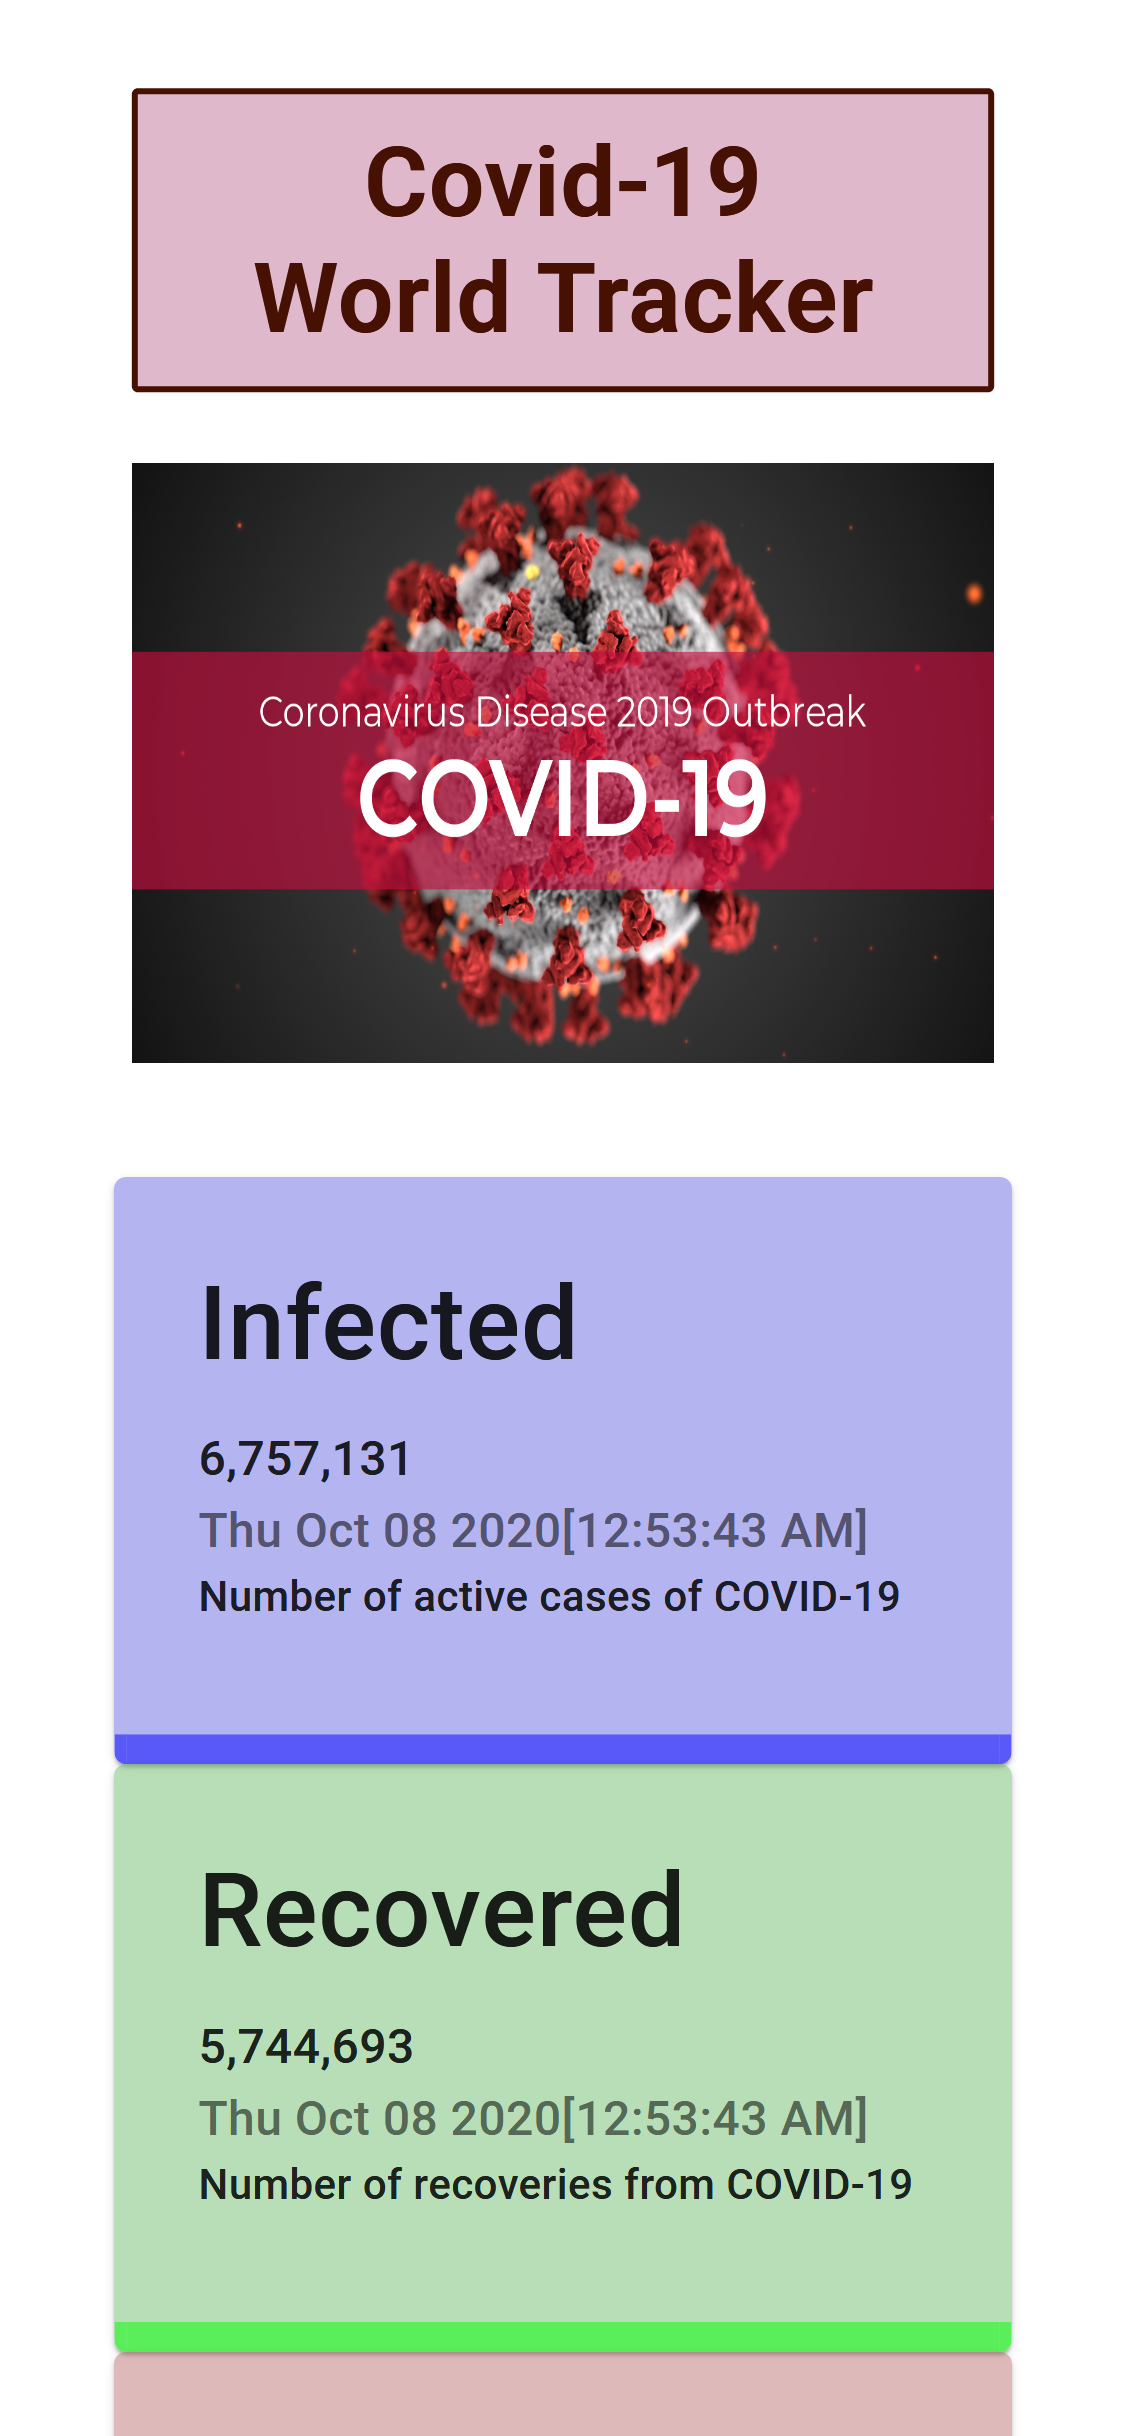 Covid-19
World Tracker
Coronavirus Disease 2019 Outbreak
COVID-19
Infected
6,757,131
Thu Oct 08 2020[12:53:43 AM]
Number of active cases of COVID-19
Recovered
5,744,693
Thu Oct 08 2020[12:53:43 AM]
Number of recoveries from COVID-19